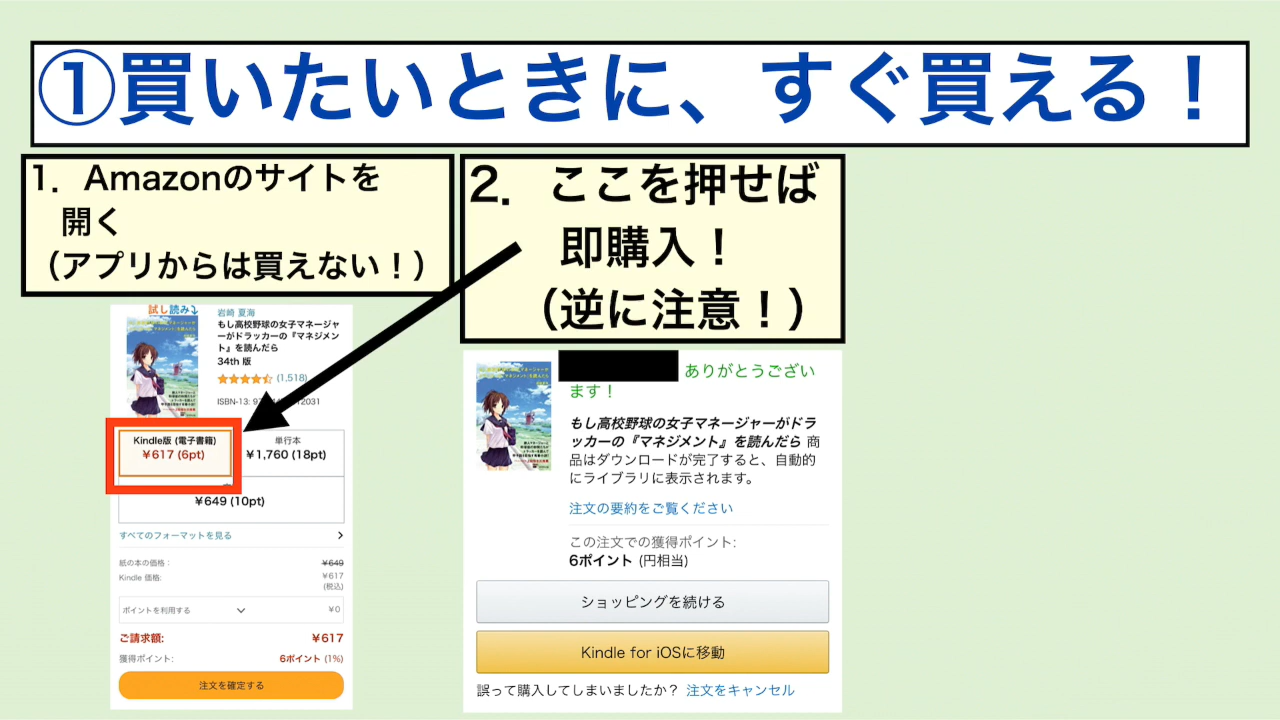 ①買いたいときに、すぐ買える！
1．Amazonのサイトを
開く
（アプリからは買えない！）
2．ここを押せば
即購入！
（逆に注意！）
試し読み
岩崎 夏海
もし高校野球の女子マネージャ
ーがドラッカーの『マネジメン
ト』を読んだら
34th 版
(1,518)
ISBN-13:
Kindle版 (電子書籍)
￥617 (6pt)
単行本
￥1,760 (18pt)
￥649 (10pt)
すべてのフォーマットを見る
紙の本の価格：
￥649
Kindle 価格:
￥617
(税込)
ポイントを利用する
￥0
ご請求額:
￥617
獲得ポイント:
6ポイント (1%)
注文を確定する
ありがとうござい
ます！
もし高校野球の女子マネージャーがドラ
ッカーの『マネジメント』を読んだら 商
品はダウンロードが完了すると、自動的
にライブラリに表示されます。
注文の要約をご覧ください
この注文での獲得ポイント:
6ポイント (円相当)
ショッピングを続ける
Kindle for iOSに移動
誤って購入してしまいましたか？ 注文をキャンセル